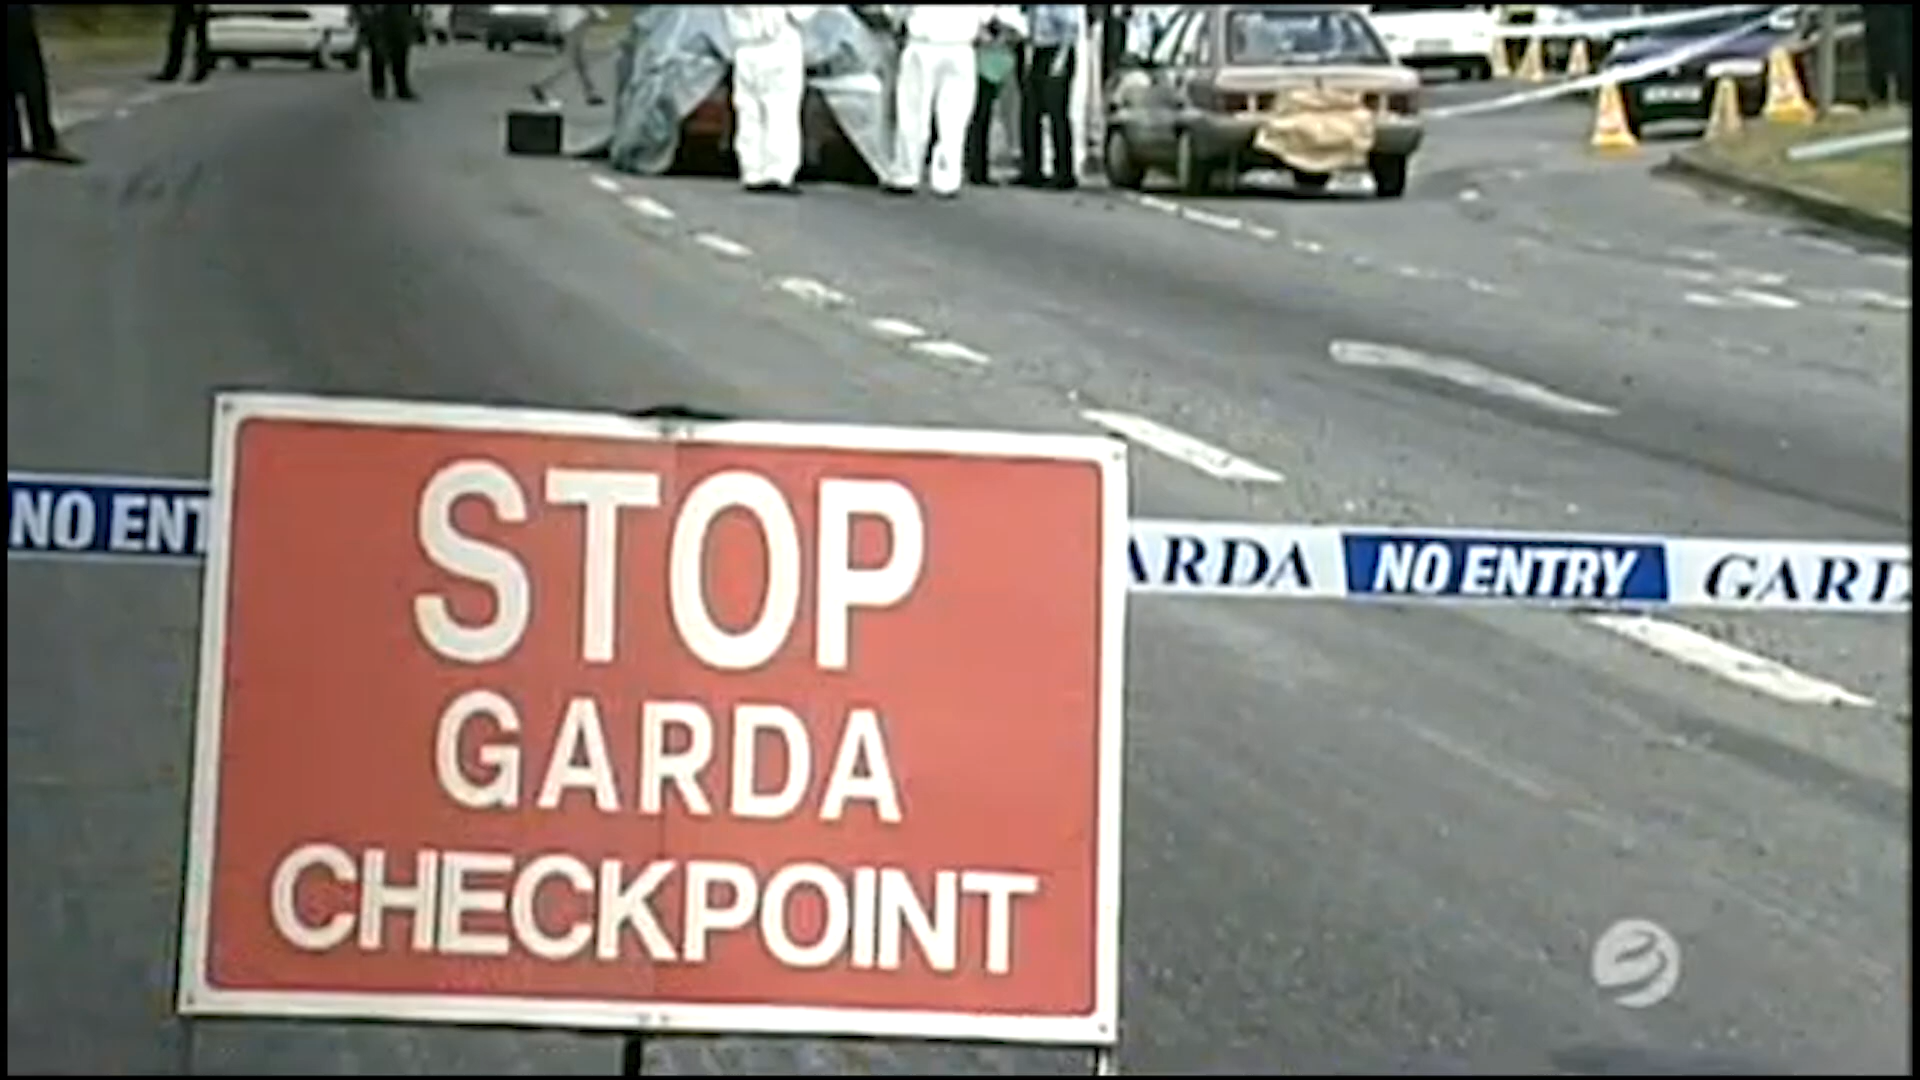 STOP
GARDA
CHECKPOINT
NO ENT
ARDA NO ENTRY GARD